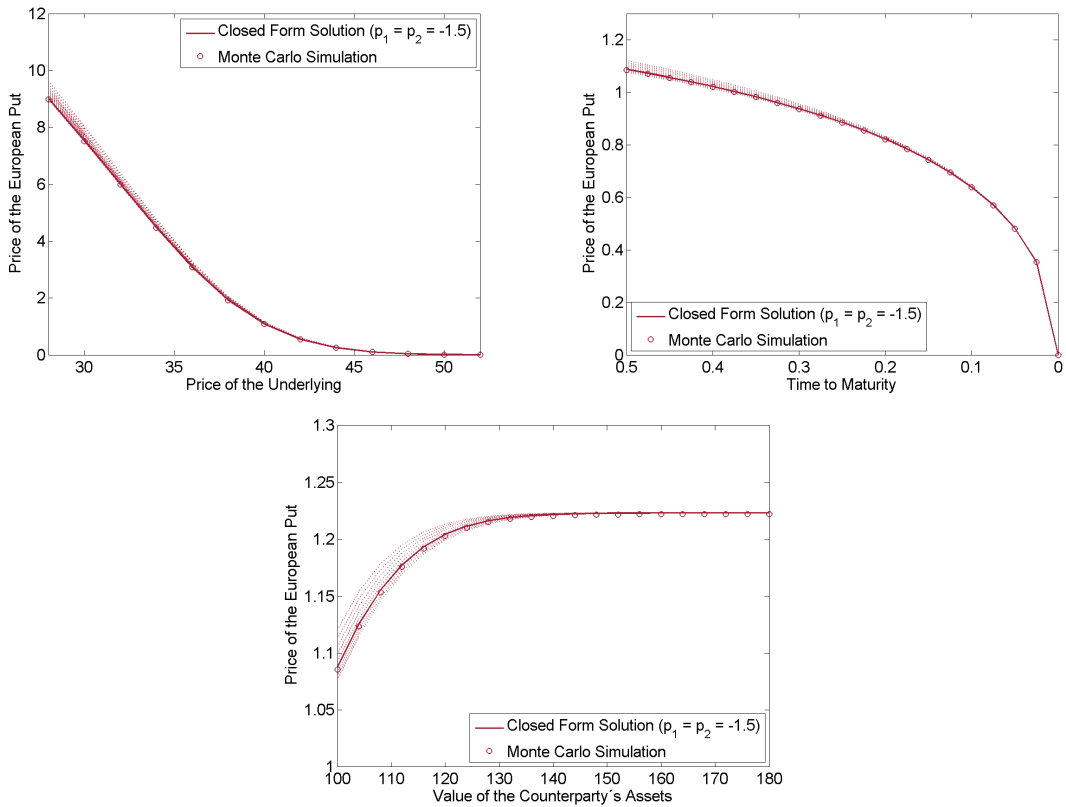 12
10
8
6
4
2
0
Price of the European Put
Closed Form Solution (p1 = p2 = -1.5)
Monte Carlo Simulation
30 35 40 45 50
Price of the Underlying
1.2
1
0.8
0.6
0.4
0.2
0
Price of the European Put
Closed Form Solution (p1 = p2 = -1.5)
Monte Carlo Simulation
0.5 0.4 0.3 0.2 0.1 0
Time to Maturity
1.3
1.25
1.2
1.15
1.1
1.05
1
Price of the European Put
Closed Form Solution (p1 = p2 = -1.5)
Monte Carlo Simulation
100 110 120 130 140 150 160 170 180
Value of the Counterparty´s Assets